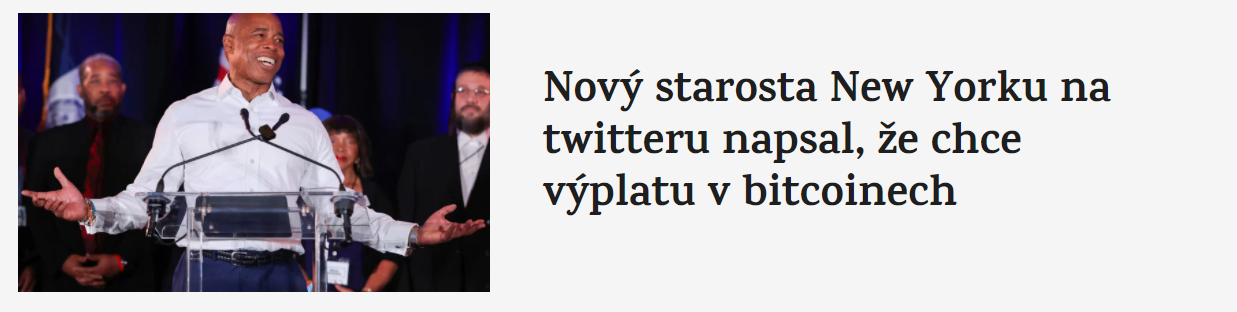 Nový starosta New Yorku na
twitteru napsal, že chce
výplatu v bitcoinech